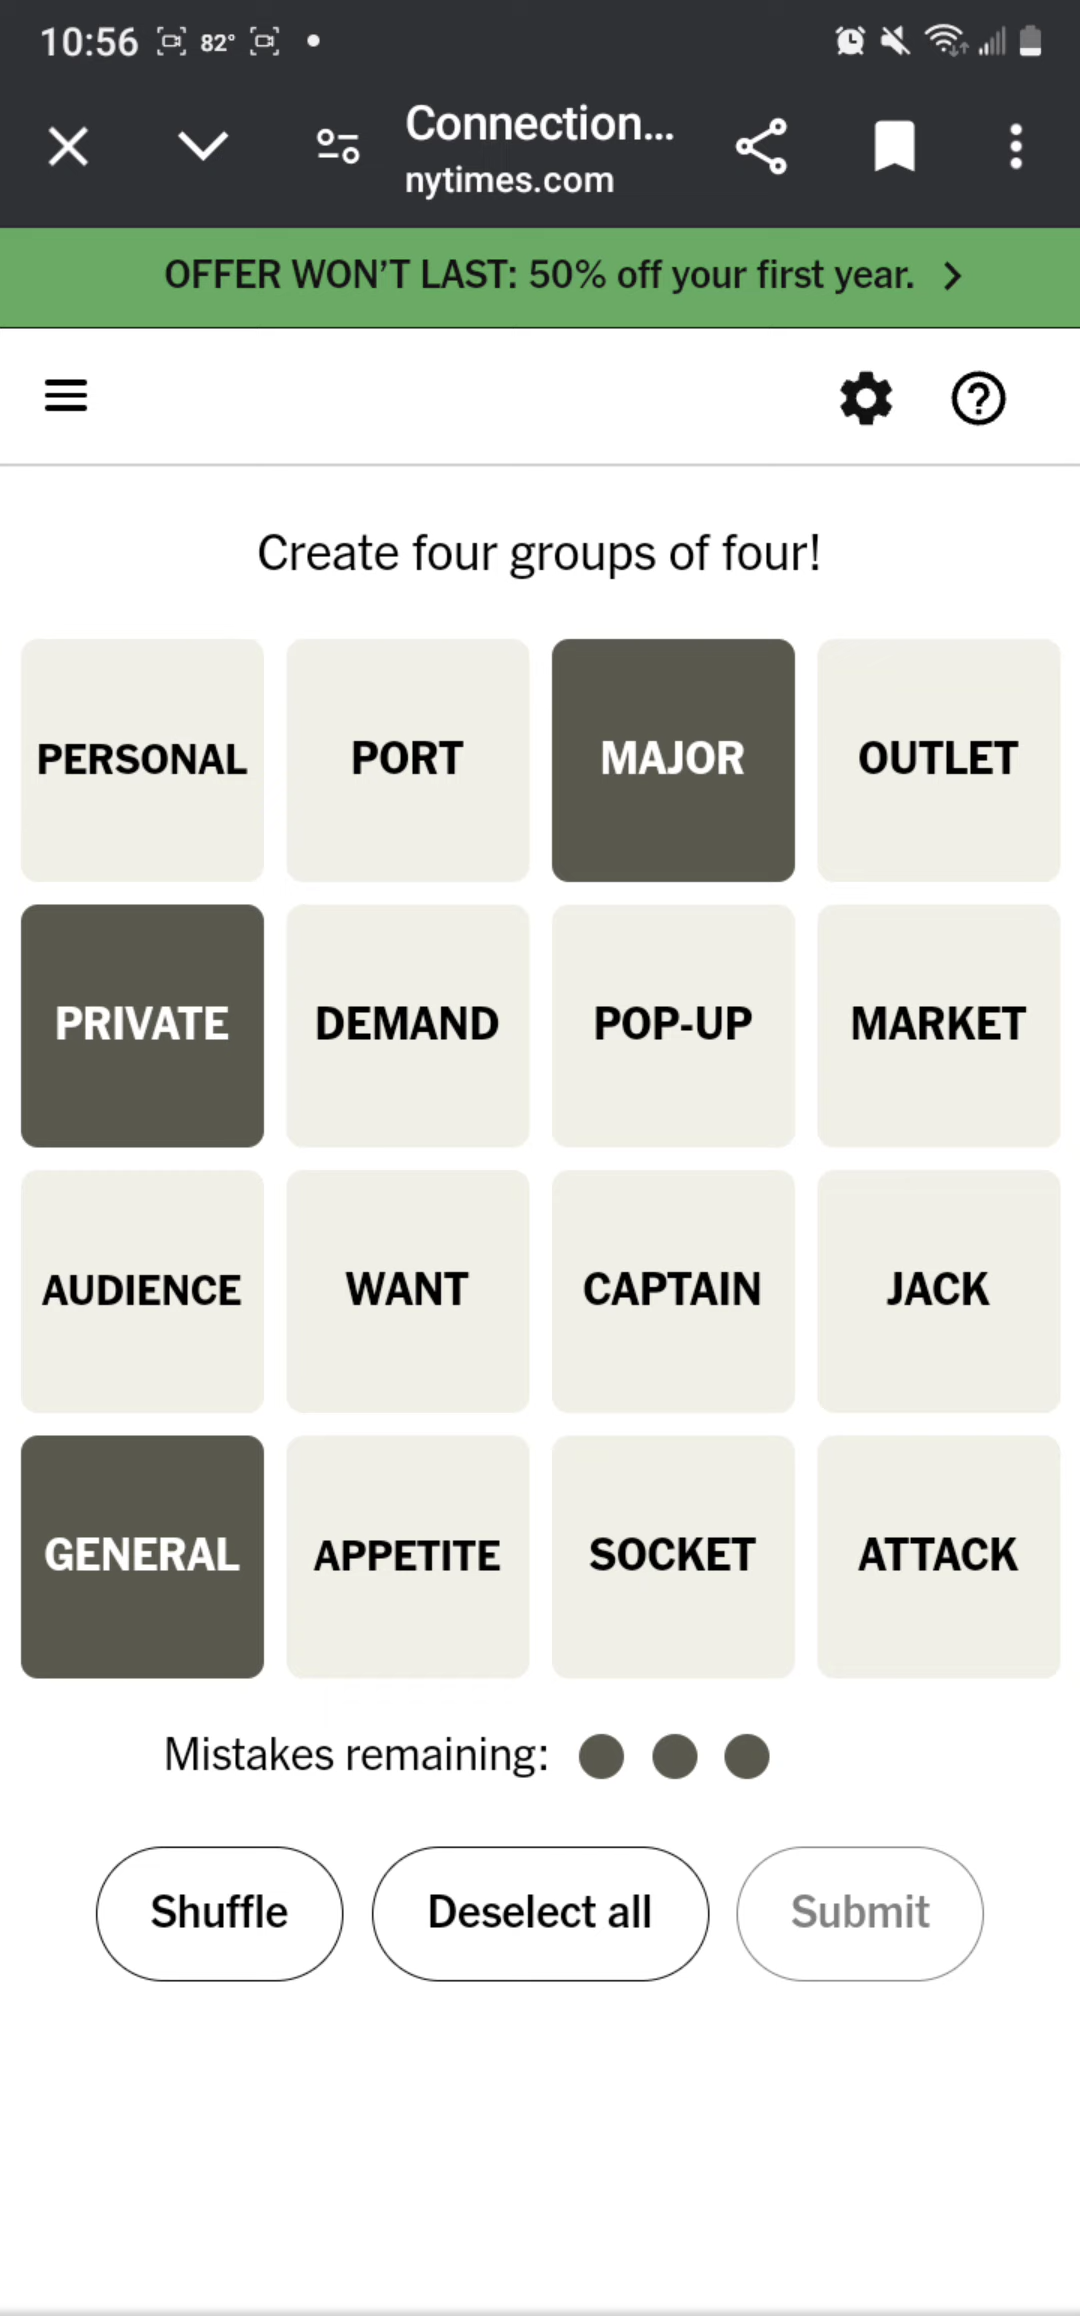 10:56 82°
Connection...
nytimes.com
OFFER WON'T LAST: 50% off your first year.
Create four groups of four!
PERSONAL PORT MAJOR OUTLET
PRIVATE DEMAND POP-UP MARKET
AUDIENCE WANT CAPTAIN JACK
GENERAL APPETITE SOCKET ATTACK
Mistakes remaining:
Shuffle Deselect all Submit